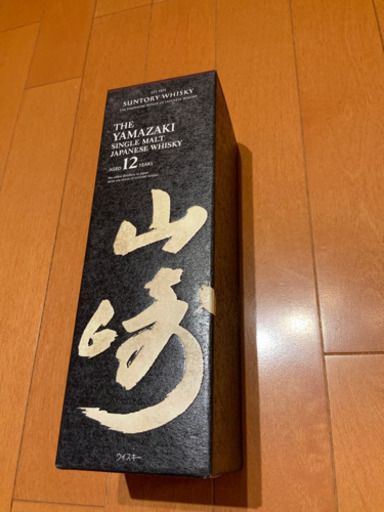 SUNTORY WHISKY
THE
YAMAZAKI
SINGLE MALT
JAPANESE WHISKY
AGED 12 YEARS
山崎
ウイスキー